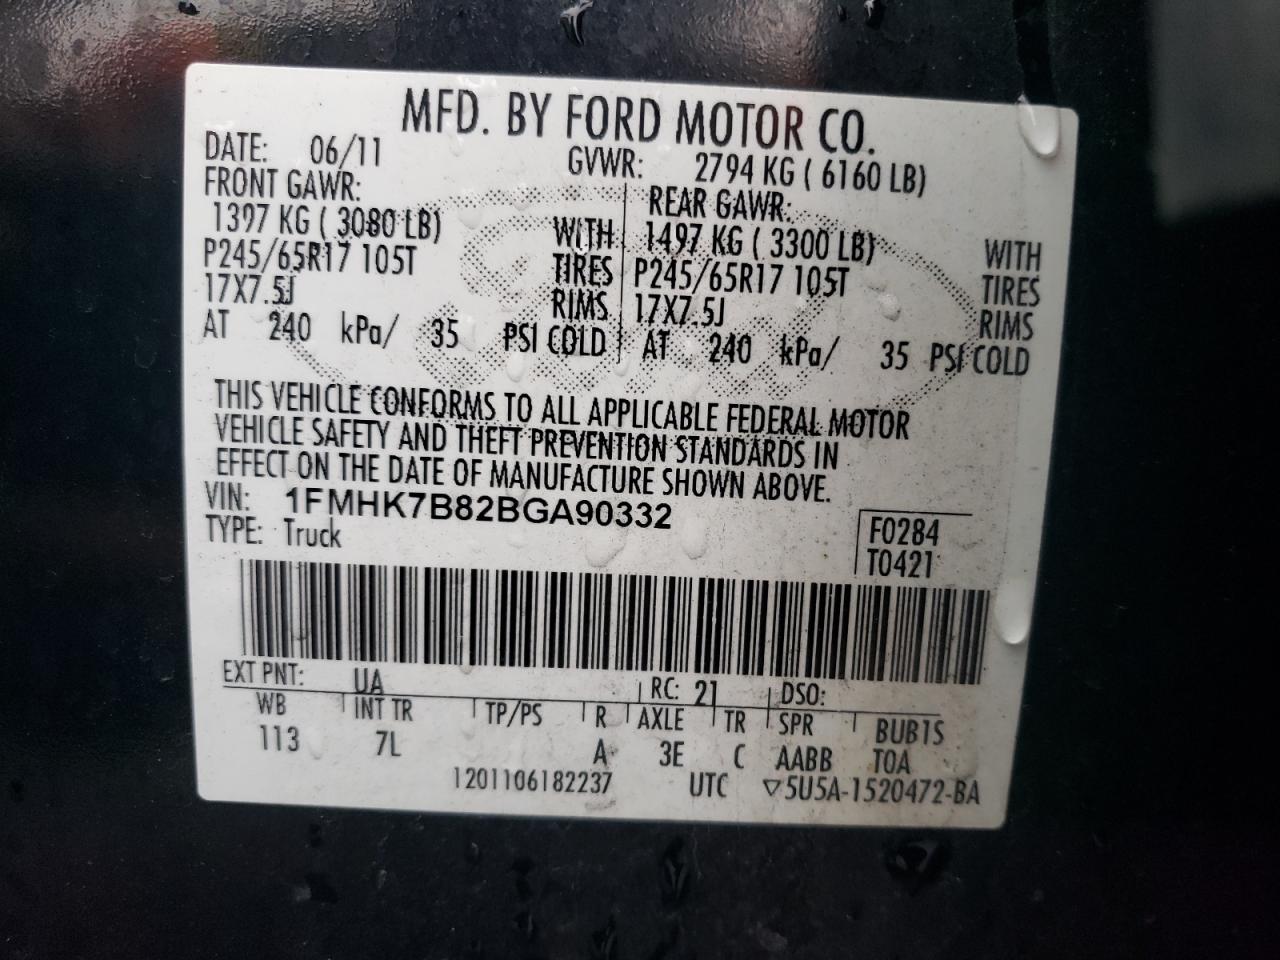 MFD. BY FORD MOTOR CO.
DATE: 06/11 GVWR: 2794 KG ( 6160 LB)
FRONT GAWR: REAR GAWR:
1397 KG ( 3080 LB) WITH 1497 KG ( 3300 LB) WITH
P245/65R17 105T TIRES P245/65R17 105T TIRES
17X7.5J RIMS 17X7.5J RIMS
AT 240 kPa/ 35 PSI COLD AT 240 kPa/ 35 PSI COLD
THIS VEHICLE CONFORMS TO ALL APPLICABLE FEDERAL MOTOR
VEHICLE SAFETY AND THEFT PREVENTION STANDARDS IN
EFFECT ON THE DATE OF MANUFACTURE SHOWN ABOVE.
VIN: 1FMHK7B82BGA90332
TYPE: Truck
F0284
T0421
EXT PNT: UA RC: 21 DSO:
WB INT TR TP/PS R AXLE TR SPR BUBTS
113 7L A 3E C AABB TOA
1201106182237 UTC ▽5U5A-1520472-BA